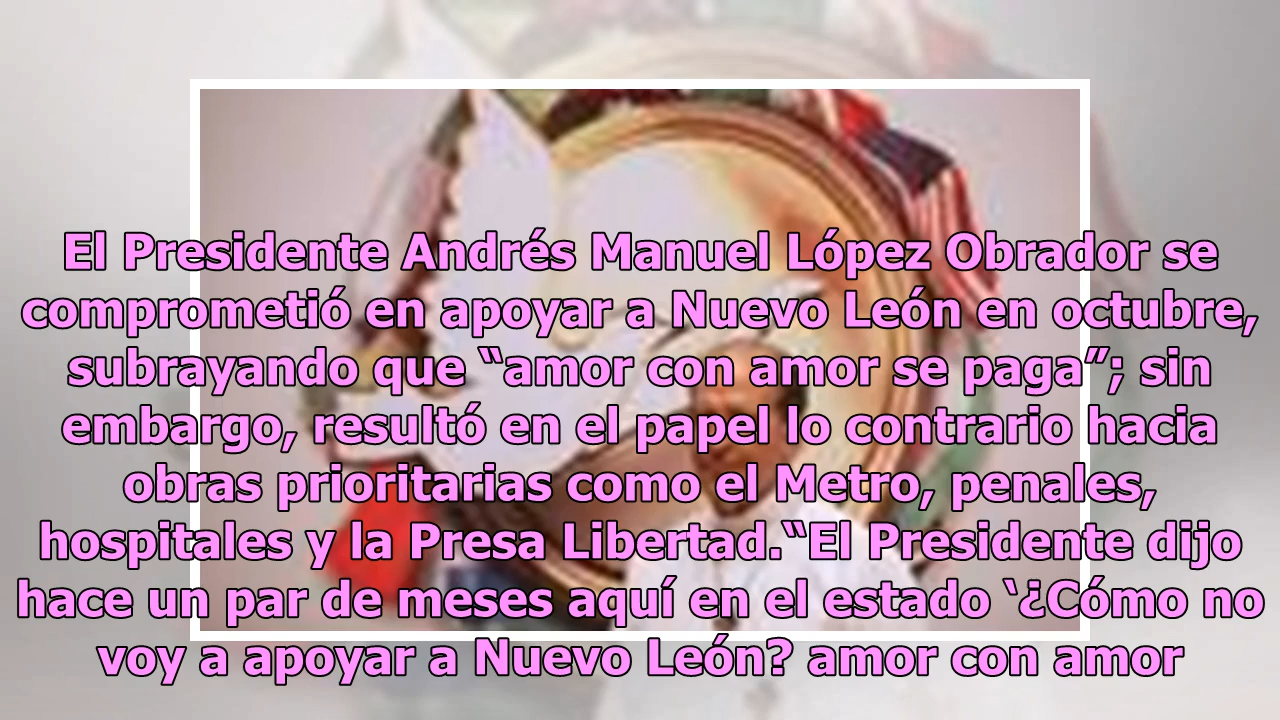 El Presidente Andrés Manuel López Obrador se
comprometió en apoyar a Nuevo León en octubre,
subrayando que “amor con amor se paga”; sin
embargo, resultó en el papel lo contrario hacia
obras prioritarias como el Metro, penales,
hospitales y la Presa Libertad.“El Presidente dijo
hace un par de meses aquí en el estado ‘¿Cómo no
voy a apoyar a Nuevo León? amor con amor